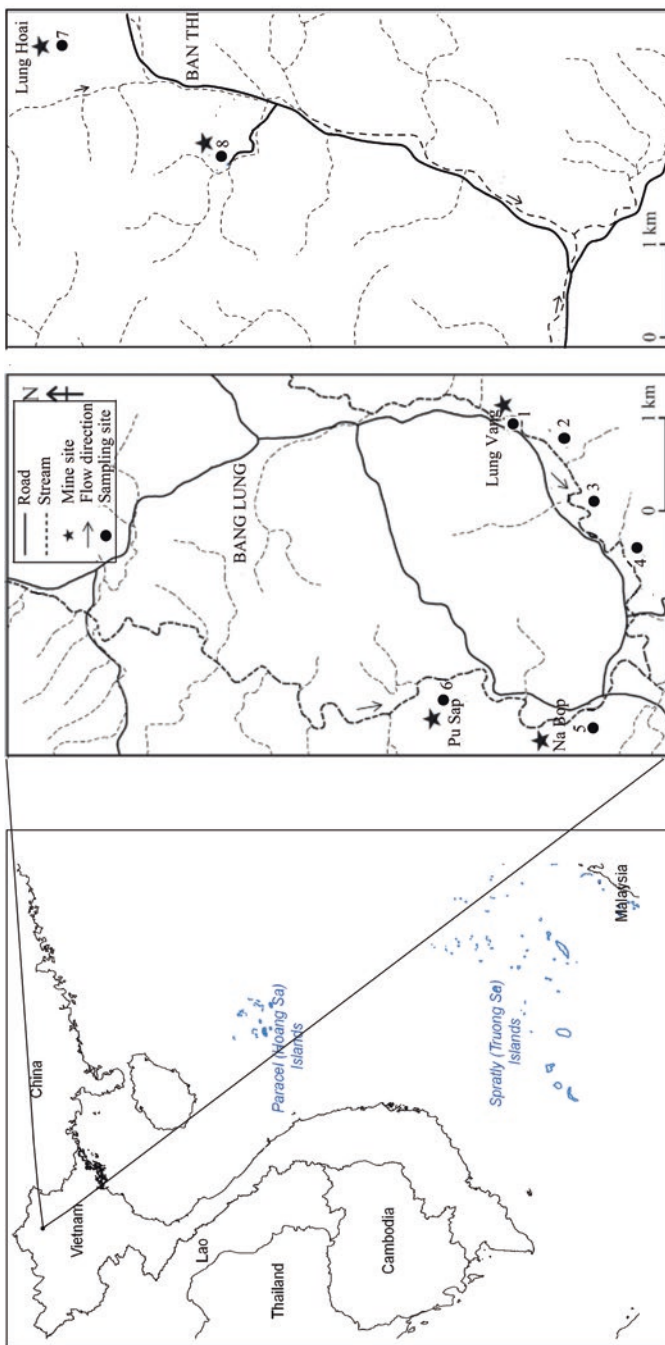 China
Vietnam
Lao
Thailand
Cambodia
Paracel (Hoang Sa)
Islands
Spratly (Truong Sa)
Islands
Malaysia
N
Road
Stream
Mine site
Flow direction
Sampling site
BANG LUNG
Pu Sap
6
Na Bop
5
Lung Vang
1
2
3
4
0
1 km
Lung Hoai
7
BAN THI
8
0
1 km